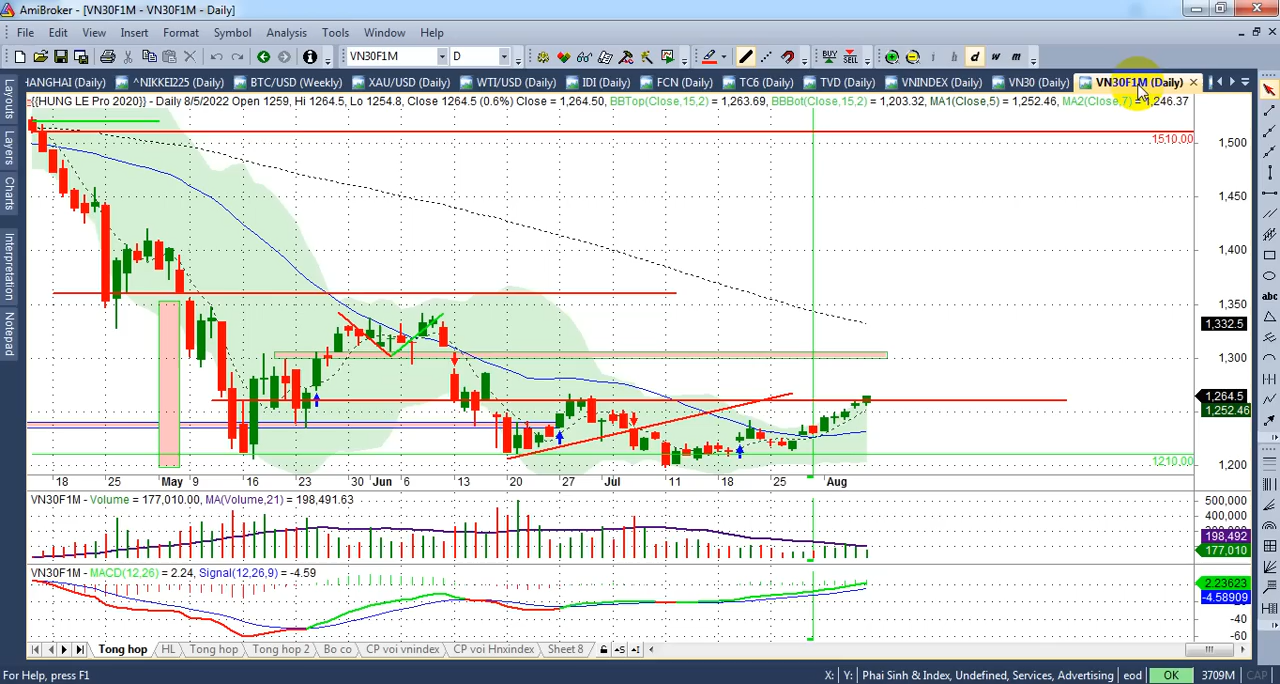 AmiBroker - [VN30F1M - VN30F1M - Daily]
File Edit View Insert Format Symbol Analysis Tools Window Help
VN30F1M D BUY SELL i h d w m
HANGHAI (Daily) ^NIKKEI225 (Daily) BTC/USD (Weekly) XAU/USD (Daily) WTI/USD (Daily) IDI (Daily) FCN (Daily) TC6 (Daily) TVD (Daily) VNINDEX (Daily) VN30 (Daily) VN30F1M (Daily)
{{HUNG LE Pro 2020}} - Daily 8/5/2022 Open 1259, Hi 1264.5, Lo 1254.8, Close 1264.5 (0.6%) Close = 1,264.50, BBTop(Close,15,2) = 1,263.69, BBBot(Close,15,2) = 1,203.32, MA1(Close,5) = 1,252.46, MA2(Close,7) = 1,246.37
Layouts
Layers
Charts
Interpretation
Notepad
1510.00
1,500
1,450
1,400
1,350
1,332.5
1,300
1,264.5
1,252.46
1210.00
1,200
18 25 May 9 16 23 30 Jun 6 13 20 27 Jul 11 18 25 Aug
VN30F1M - Volume = 177,010.00, MA(Volume,21) = 198,491.63
500,000
400,000
198,492
177,010
VN30F1M - MACD(12,26) = 2.24, Signal(12,26,9) = -4.59
2.23623
-4.58909
-40
-60
Tong hop HL Tong hop Tong hop 2 Bo co CP voi vnindex CP voi Hnxindex Sheet 8
abc
For Help, press F1
X: Y: Phai Sinh & Index, Undefined, Services, Advertising eod OK 3709M CAP